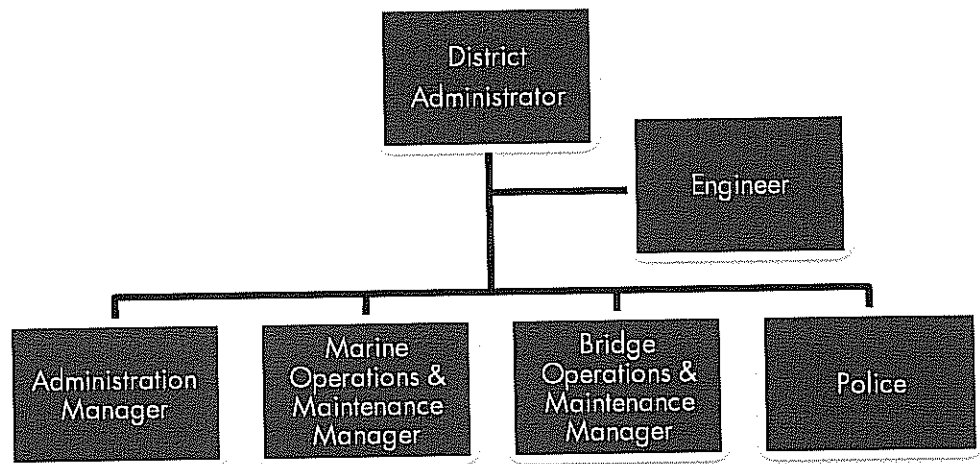 District
Administrator
Engineer
Administration
Manager
Marine
Operations &
Maintenance
Manager
Bridge
Operations &
Maintenance
Manager
Police